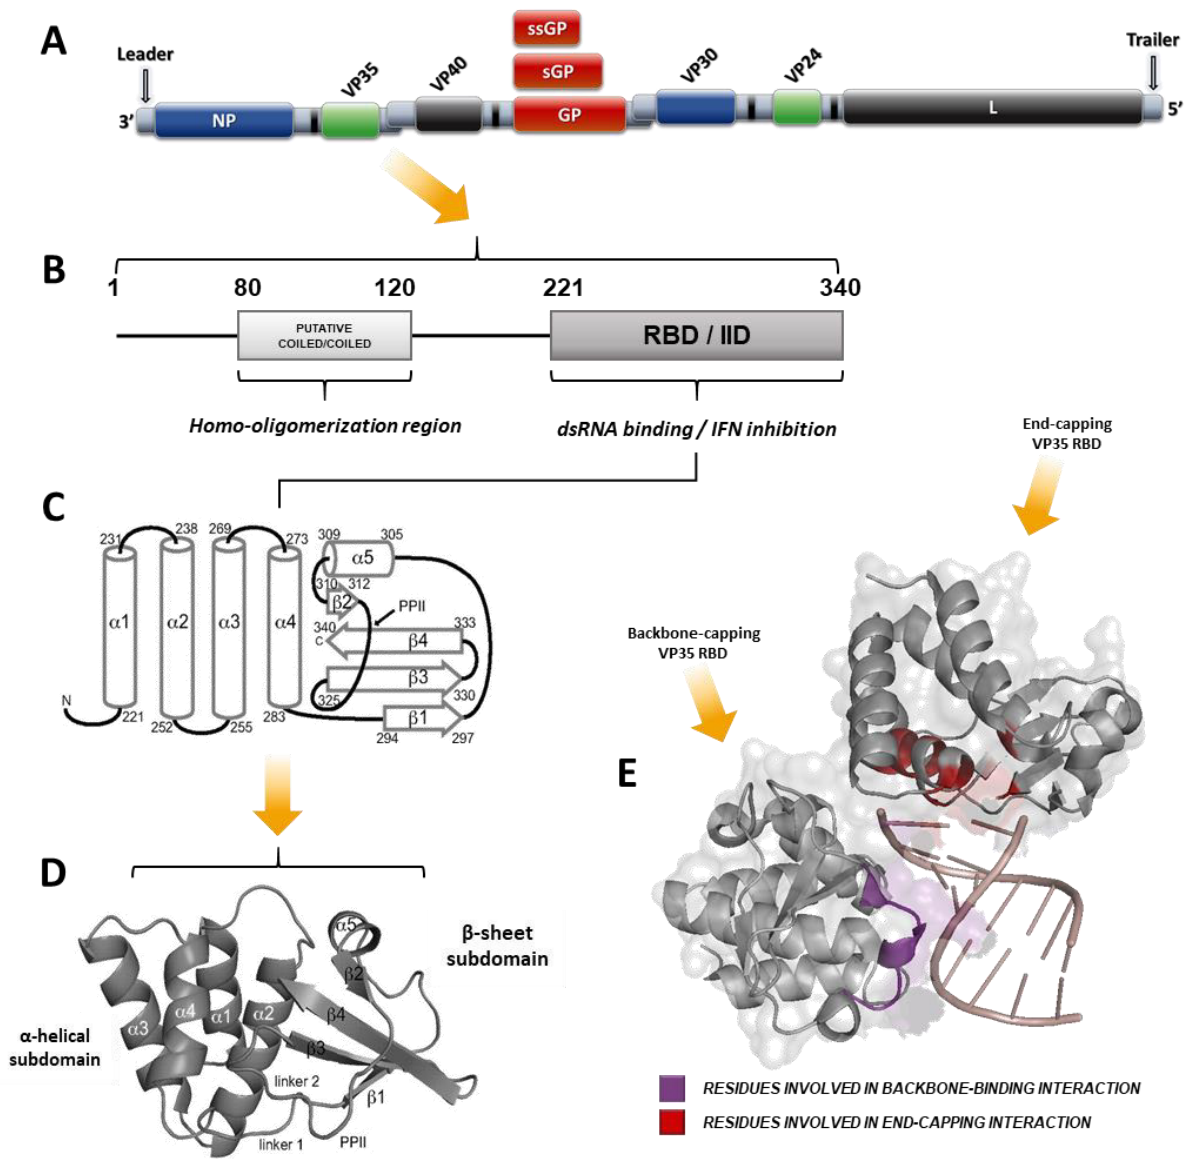 A
Leader
3’
NP
VP35
VP40
ssGP
sGP
GP
VP30
VP24
L
Trailer
5’
B
1
80
120
221
340
PUTATIVE
COILED/COILED
RBD / IID
Homo-oligomerization region
dsRNA binding / IFN inhibition
C
231
238
269
273
309
305
α5
310
312
β2
PPII
340
C
333
β4
α1
α2
α3
α4
β3
325
330
β1
N
221
252
255
283
294
297
D
α-helical
subdomain
β-sheet
subdomain
α5
β2
α3
α4
α1
α2
β4
β3
linker 2
β1
linker 1
PPII
End-capping
VP35 RBD
Backbone-capping
VP35 RBD
E
RESIDUES INVOLVED IN BACKBONE-BINDING INTERACTION
RESIDUES INVOLVED IN END-CAPPING INTERACTION